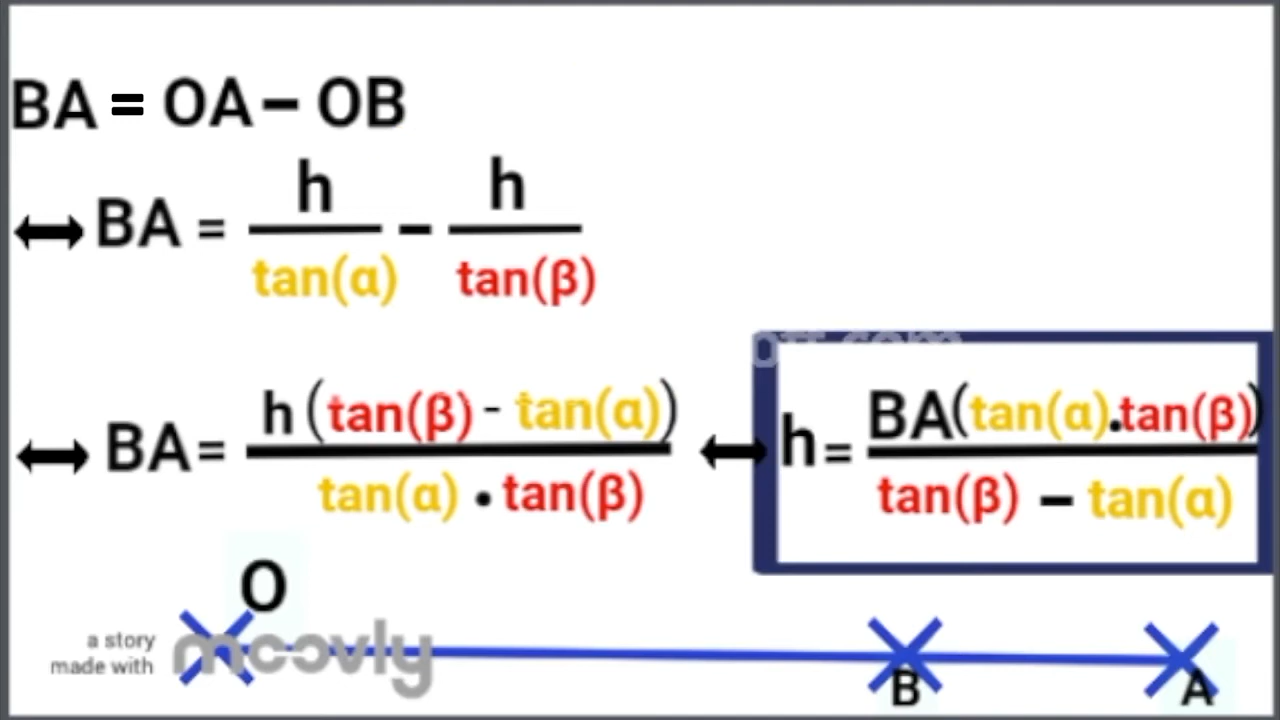 BA = OA − OB
↔ BA = h/tan(α) − h/tan(β)
↔ BA = h(tan(β) - tan(α))/tan(α) • tan(β) ↔ h = BA(tan(α).tan(β))/tan(β) − tan(α)
O
a story
made with moovly
B A